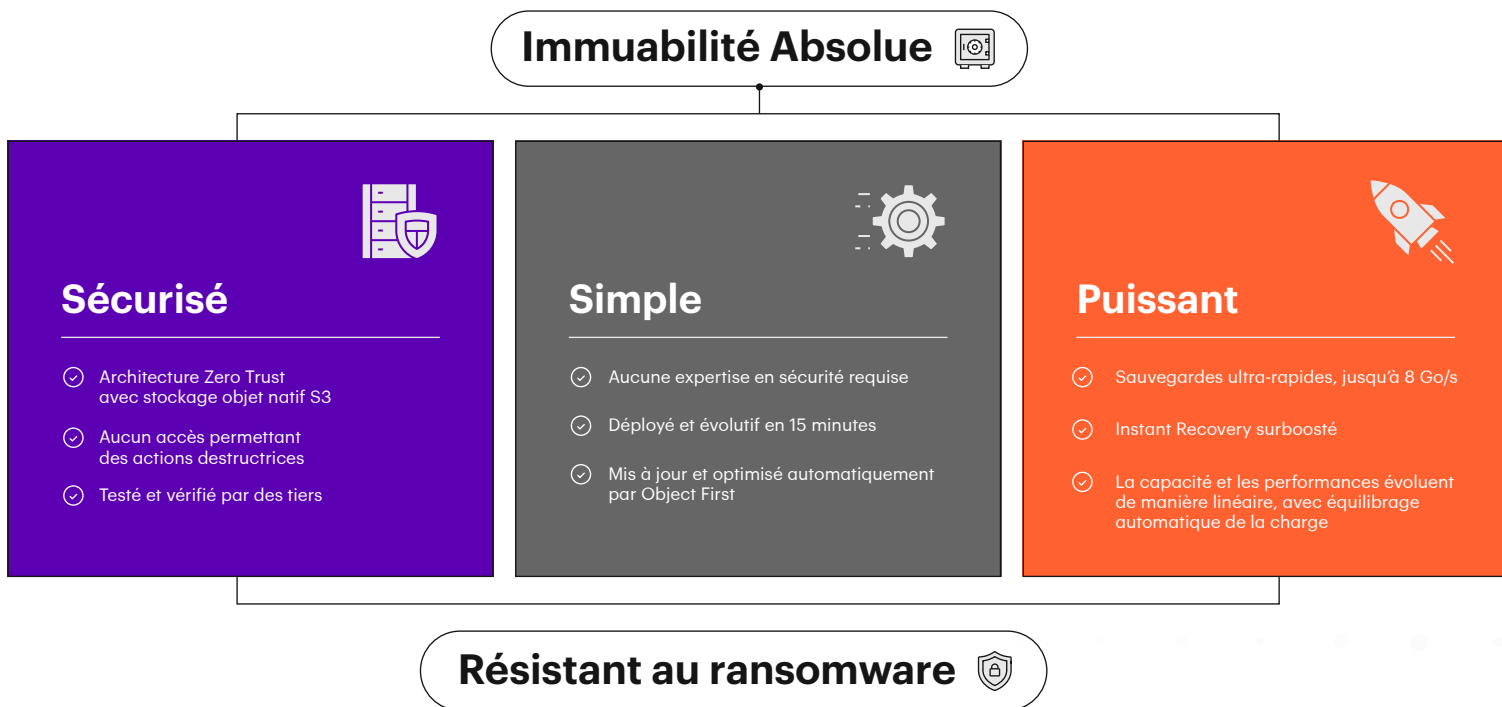 Immuabilité Absolue
Sécurisé
Architecture Zero Trust
avec stockage objet natif S3
Aucun accès permettant
des actions destructrices
Testé et vérifié par des tiers
Simple
Aucune expertise en sécurité requise
Déployé et évolutif en 15 minutes
Mis à jour et optimisé automatiquement
par Object First
Puissant
Sauvegardes ultra-rapides, jusqu'à 8 Go/s
Instant Recovery surboosté
La capacité et les performances évoluent
de manière linéaire, avec équilibrage
automatique de la charge
Résistant au ransomware